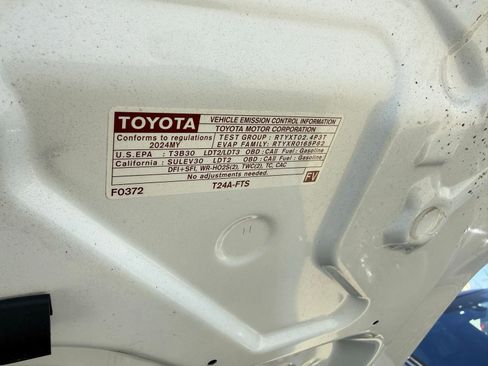 TOYOTA
VEHICLE EMISSION CONTROL INFORMATION
TOYOTA MOTOR CORPORATION
Conforms to regulations
2024MY
TEST GROUP : RTYXT02.4P3T
EVAP FAMILY: RTYXR0165P62
U.S.EPA : T3B30 LDT2/LDT3 OBD :CAⅡ Fuel: Gasoline
California : SULEV30 LDT2 OBD :CAⅡ Fuel: Gasoline
DFI+SFI, WR-HO2S(2), TWC(2), TC, CAC
No adjustments needed.
FV
F0372
T24A-FTS